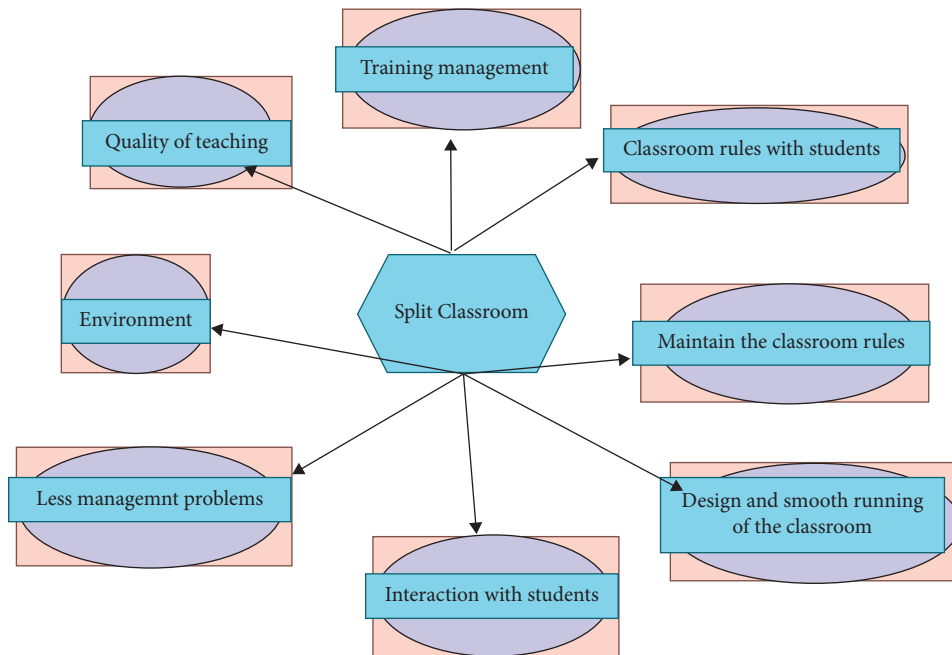 Training management
Quality of teaching
Classroom rules with students
Environment
Split Classroom
Maintain the classroom rules
Less managemnt problems
Design and smooth running
of the classroom
Interaction with students